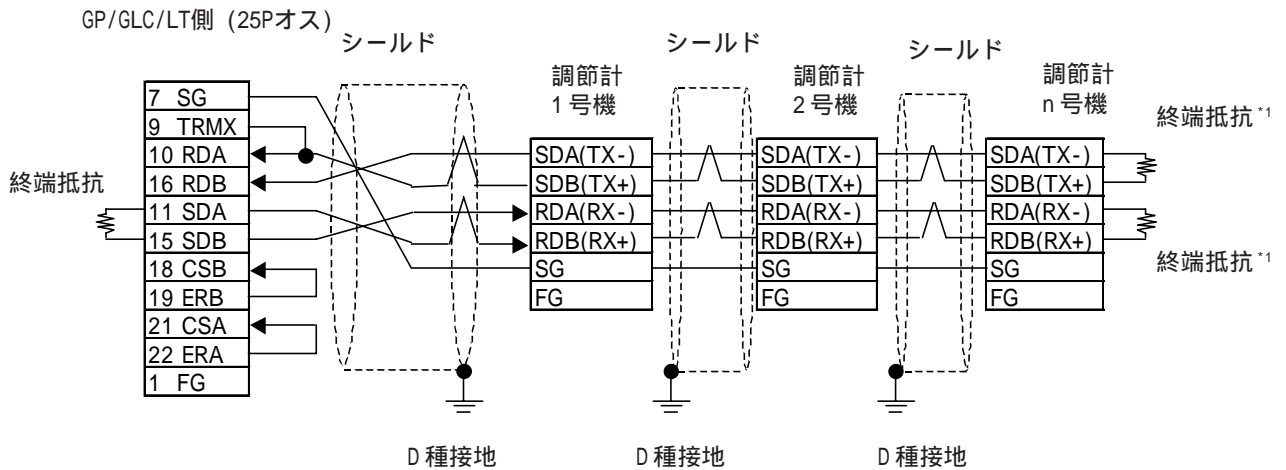 GP/GLC/LT側 (25Pオス)
シールド
シールド
シールド
調節計
1号機
調節計
2号機
調節計
n号機
終端抵抗*1
7 SG
9 TRMX
10 RDA
16 RDB
11 SDA
15 SDB
18 CSB
19 ERB
21 CSA
22 ERA
1 FG
終端抵抗
SDA(TX-)
SDB(TX+)
RDA(RX-)
RDB(RX+)
SG
FG
SDA(TX-)
SDB(TX+)
RDA(RX-)
RDB(RX+)
SG
FG
SDA(TX-)
SDB(TX+)
RDA(RX-)
RDB(RX+)
SG
FG
終端抵抗*1
D種接地
D種接地
D種接地